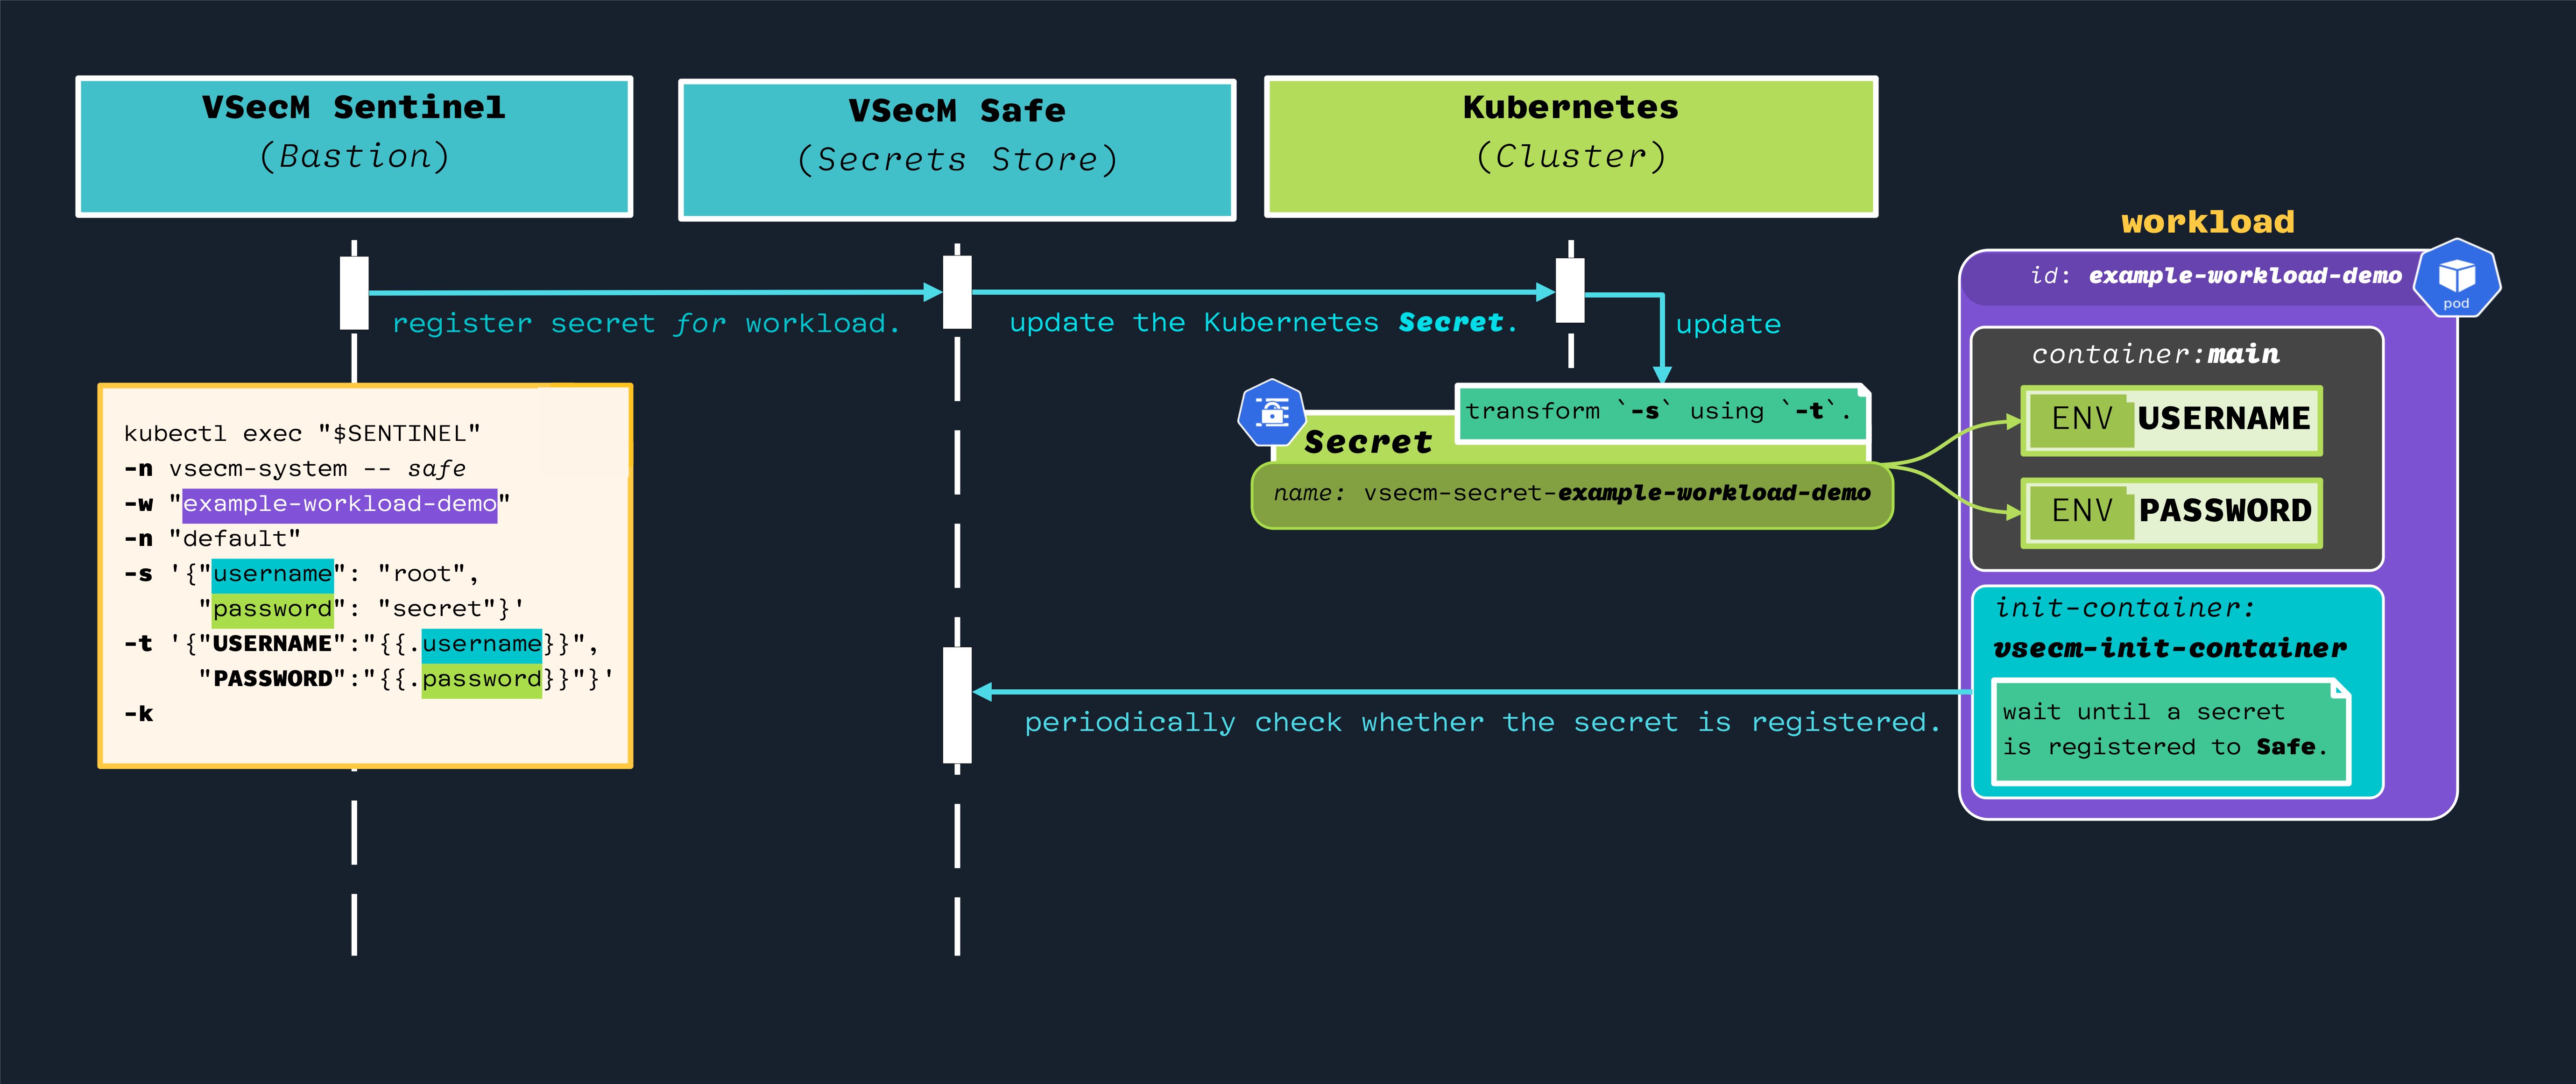 VSecM Sentinel
(Bastion)
VSecM Safe
(Secrets Store)
Kubernetes
(Cluster)
workload
id: example-workload-demo
pod
register secret for workload.
update the Kubernetes Secret.
update
kubectl exec "$SENTINEL"
-n vsecm-system -- safe
-w "example-workload-demo"
-n "default"
-s '{"username": "root",
"password": "secret"}'
-t '{"USERNAME":"{{.username}}",
"PASSWORD":"{{.password}}"}'
-k
transform `-s` using `-t`.
Secret
name: vsecm-secret-example-workload-demo
container:main
ENV USERNAME
ENV PASSWORD
init-container:
vsecm-init-container
wait until a secret
is registered to Safe.
periodically check whether the secret is registered.